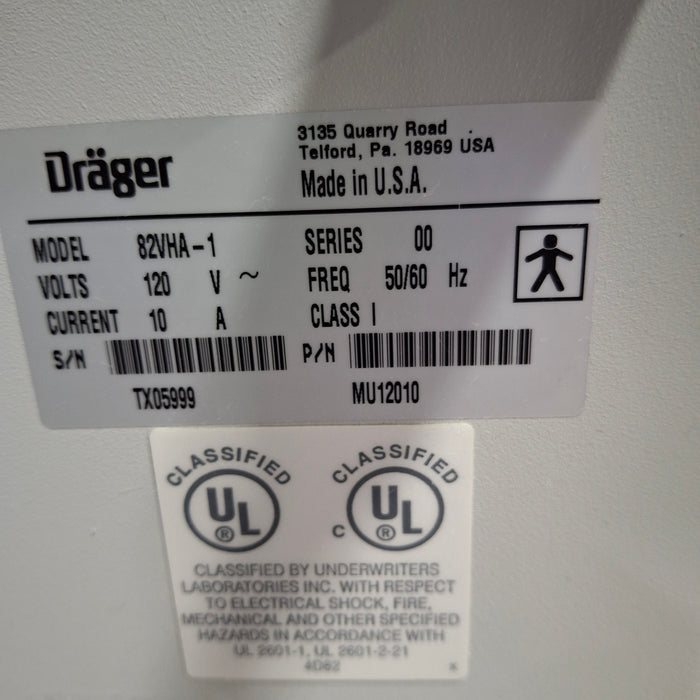 Dräger
3135 Quarry Road
Telford, Pa. 18969 USA
Made in U.S.A.
MODEL 82VHA-1 SERIES 00
VOLTS 120 V ~ FREQ 50/60 Hz
CURRENT 10 A CLASS I
S/N P/N
TX05999 MU12010
CLASSIFIED CLASSIFIED
UL® C UL®
CLASSIFIED BY UNDERWRITERS
LABORATORIES INC. WITH RESPECT
TO ELECTRICAL SHOCK, FIRE,
MECHANICAL AND OTHER SPECIFIED
HAZARDS IN ACCORDANCE WITH
UL 2601-1, UL 2601-2-21
4D82